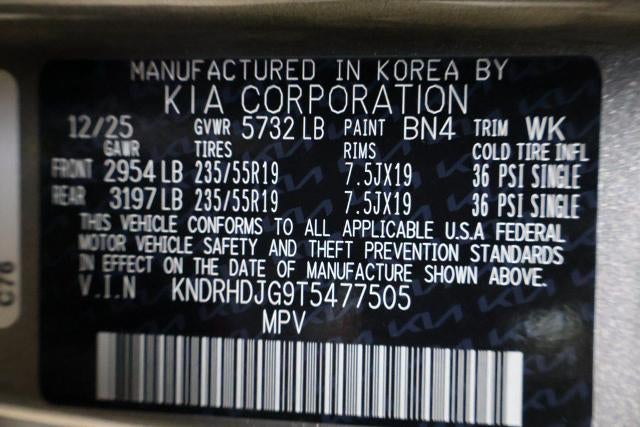 MANUFACTURED IN KOREA BY
KIA CORPORATION
12/25 GVWR 5732 LB PAINT BN4 TRIM WK
GAWR TIRES RIMS COLD TIRE INFL
FRONT 2954 LB 235/55R19 7.5JX19 36 PSI SINGLE
REAR 3197 LB 235/55R19 7.5JX19 36 PSI SINGLE
THIS VEHICLE CONFORMS TO ALL APPLICABLE U.S.A FEDERAL
MOTOR VEHICLE SAFETY AND THEFT PREVENTION STANDARDS
IN EFFECT ON THE DATE OF MANUFACTURE SHOWN ABOVE.
V.I.N KNDRHDJG9T5477505
MPV
C76